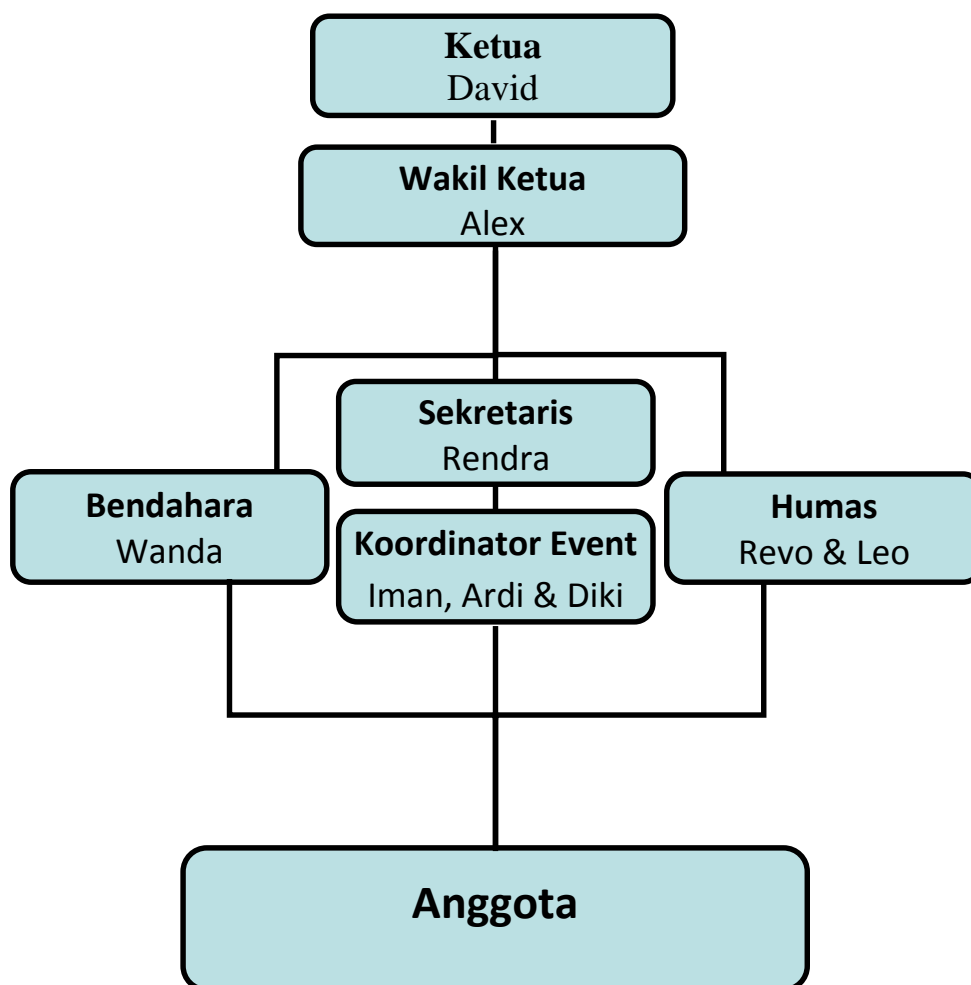 Ketua
David
Wakil Ketua
Alex
Sekretaris
Rendra
Bendahara
Wanda
Koordinator Event
Iman, Ardi & Diki
Humas
Revo & Leo
Anggota